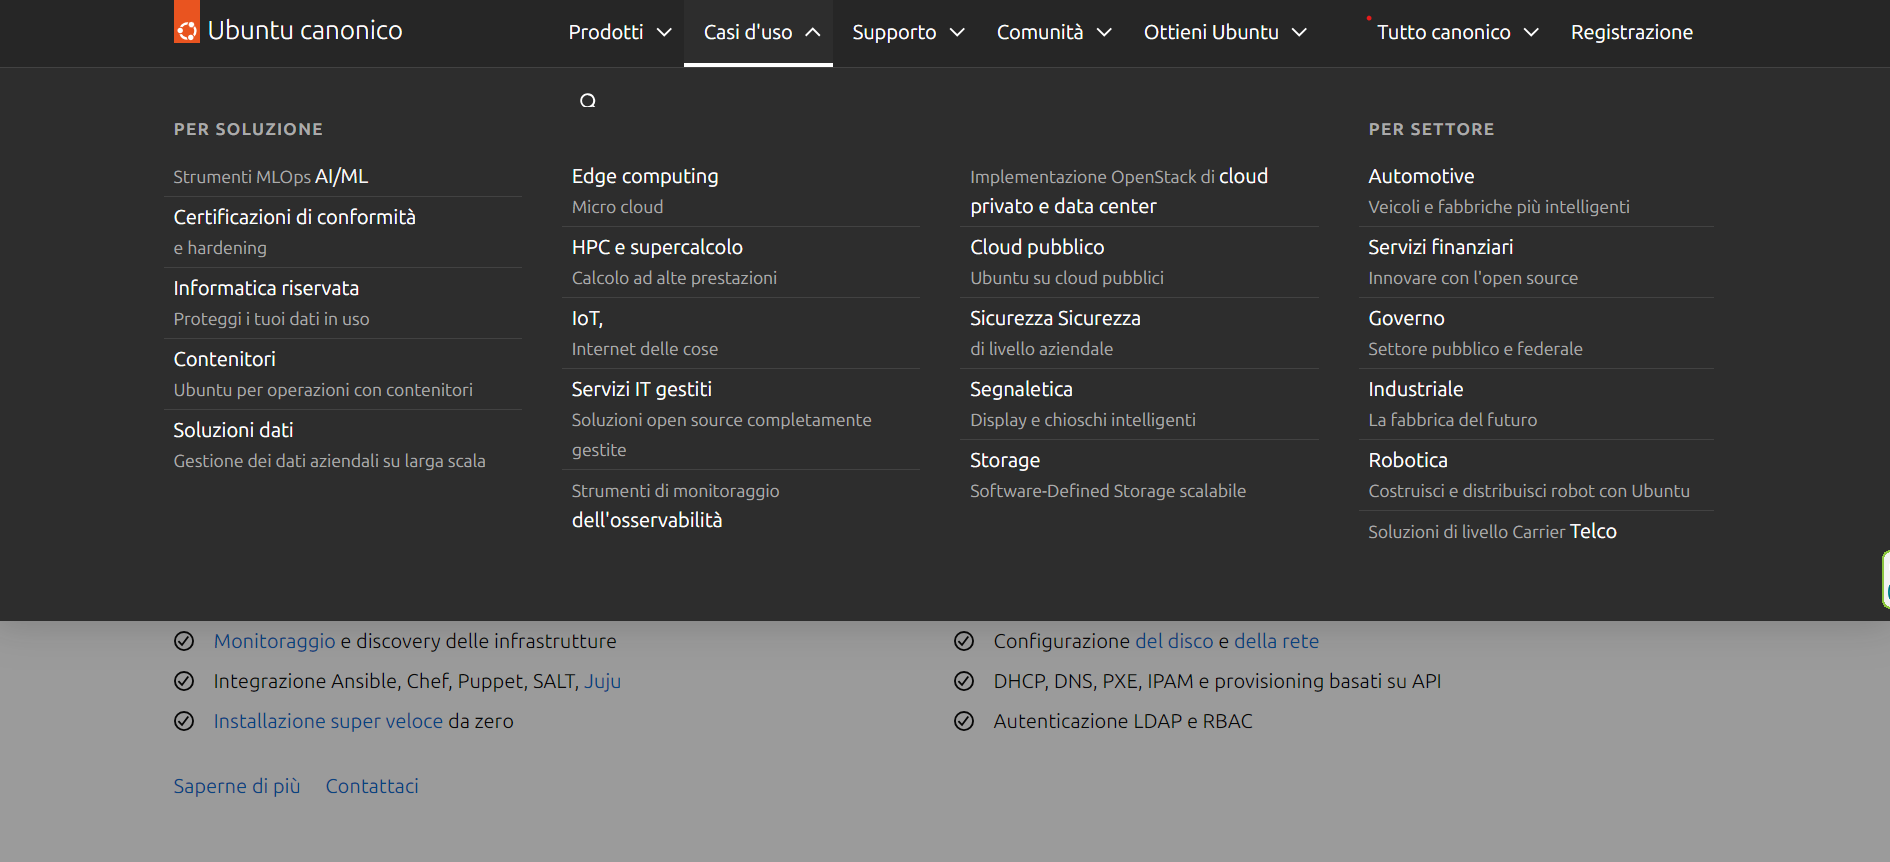 Ubuntu canonico
Prodotti
Casi d'uso
Supporto
Comunità
Ottieni Ubuntu
Tutto canonico
Registrazione
PER SOLUZIONE
Strumenti MLOps AI/ML
Certificazioni di conformità
e hardening
Informatica riservata
Proteggi i tuoi dati in uso
Contenitori
Ubuntu per operazioni con contenitori
Soluzioni dati
Gestione dei dati aziendali su larga scala
Edge computing
Micro cloud
HPC e supercalcolo
Calcolo ad alte prestazioni
IoT,
Internet delle cose
Servizi IT gestiti
Soluzioni open source completamente
gestite
Strumenti di monitoraggio
dell'osservabilità
Implementazione OpenStack di cloud
privato e data center
Cloud pubblico
Ubuntu su cloud pubblici
Sicurezza Sicurezza
di livello aziendale
Segnaletica
Display e chioschi intelligenti
Storage
Software-Defined Storage scalabile
PER SETTORE
Automotive
Veicoli e fabbriche più intelligenti
Servizi finanziari
Innovare con l'open source
Governo
Settore pubblico e federale
Industriale
La fabbrica del futuro
Robotica
Costruisci e distribuisci robot con Ubuntu
Soluzioni di livello Carrier Telco
Monitoraggio e discovery delle infrastrutture
Integrazione Ansible, Chef, Puppet, SALT, Juju
Installazione super veloce da zero
Configurazione del disco e della rete
DHCP, DNS, PXE, IPAM e provisioning basati su API
Autenticazione LDAP e RBAC
Saperne di più
Contattaci